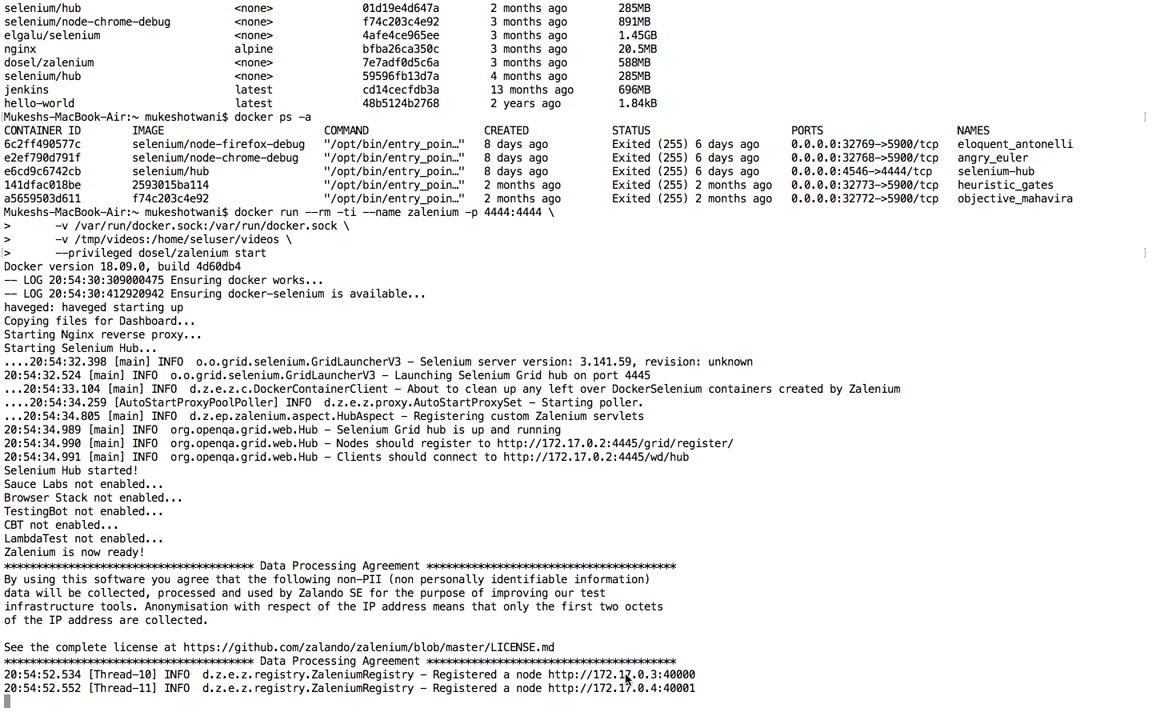 selenium/hub <none> 01d19e4d647a 2 months ago 285MB
selenium/node-chrome-debug <none> f74c203c4e92 3 months ago 891MB
elgalu/selenium <none> 4afe4ce965ee 3 months ago 1.45GB
nginx alpine bfba26ca350c 3 months ago 20.5MB
dosel/zalenium <none> 7e7adf0d5c6a 3 months ago 588MB
selenium/hub <none> 59596fb13d7a 4 months ago 285MB
jenkins latest cd14cecfdb3a 13 months ago 696MB
hello-world latest 48b5124b2768 2 years ago 1.84kB
[Mukeshs-MacBook-Air:~ mukeshotwani$ docker ps -a ]
CONTAINER ID IMAGE COMMAND CREATED STATUS PORTS NAMES
6c2ff490577c selenium/node-firefox-debug "/opt/bin/entry_poin…" 8 days ago Exited (255) 6 days ago 0.0.0.0:32769->5900/tcp eloquent_antonelli
e2ef790d791f selenium/node-chrome-debug "/opt/bin/entry_poin…" 8 days ago Exited (255) 6 days ago 0.0.0.0:32768->5900/tcp angry_euler
e6cd9c6742cb selenium/hub "/opt/bin/entry_poin…" 8 days ago Exited (255) 6 days ago 0.0.0.0:4546->4444/tcp selenium-hub
141dfac018be 2593015ba114 "/opt/bin/entry_poin…" 2 months ago Exited (255) 2 months ago 0.0.0.0:32773->5900/tcp heuristic_gates
a5659503d611 f74c203c4e92 "/opt/bin/entry_poin…" 2 months ago Exited (255) 2 months ago 0.0.0.0:32772->5900/tcp objective_mahavira
Mukeshs-MacBook-Air:~ mukeshotwani$ docker run --rm -ti --name zalenium -p 4444:4444 \
> -v /var/run/docker.sock:/var/run/docker.sock \
> -v /tmp/videos:/home/seluser/videos \
[> --privileged dosel/zalenium start ]
Docker version 18.09.0, build 4d60db4
-- LOG 20:54:30:309000475 Ensuring docker works...
-- LOG 20:54:30:412920942 Ensuring docker-selenium is available...
haveged: haveged starting up
Copying files for Dashboard...
Starting Nginx reverse proxy...
Starting Selenium Hub...
....20:54:32.398 [main] INFO o.o.grid.selenium.GridLauncherV3 - Selenium server version: 3.141.59, revision: unknown
20:54:32.524 [main] INFO o.o.grid.selenium.GridLauncherV3 - Launching Selenium Grid hub on port 4445
...20:54:33.104 [main] INFO d.z.e.z.c.DockerContainerClient - About to clean up any left over DockerSelenium containers created by Zalenium
....20:54:34.259 [AutoStartProxyPoolPoller] INFO d.z.e.z.proxy.AutoStartProxySet - Starting poller.
...20:54:34.805 [main] INFO d.z.ep.zalenium.aspect.HubAspect - Registering custom Zalenium servlets
20:54:34.989 [main] INFO org.openqa.grid.web.Hub - Selenium Grid hub is up and running
20:54:34.990 [main] INFO org.openqa.grid.web.Hub - Nodes should register to http://172.17.0.2:4445/grid/register/
20:54:34.991 [main] INFO org.openqa.grid.web.Hub - Clients should connect to http://172.17.0.2:4445/wd/hub
Selenium Hub started!
Sauce Labs not enabled...
Browser Stack not enabled...
TestingBot not enabled...
CBT not enabled...
LambdaTest not enabled...
Zalenium is now ready!
*************************************** Data Processing Agreement ***************************************
By using this software you agree that the following non-PII (non personally identifiable information)
data will be collected, processed and used by Zalando SE for the purpose of improving our test
infrastructure tools. Anonymisation with respect of the IP address means that only the first two octets
of the IP address are collected.
See the complete license at https://github.com/zalando/zalenium/blob/master/LICENSE.md
*************************************** Data Processing Agreement ***************************************
20:54:52.534 [Thread-10] INFO d.z.e.z.registry.ZaleniumRegistry - Registered a node http://172.17.0.3:40000
20:54:52.552 [Thread-11] INFO d.z.e.z.registry.ZaleniumRegistry - Registered a node http://172.17.0.4:40001